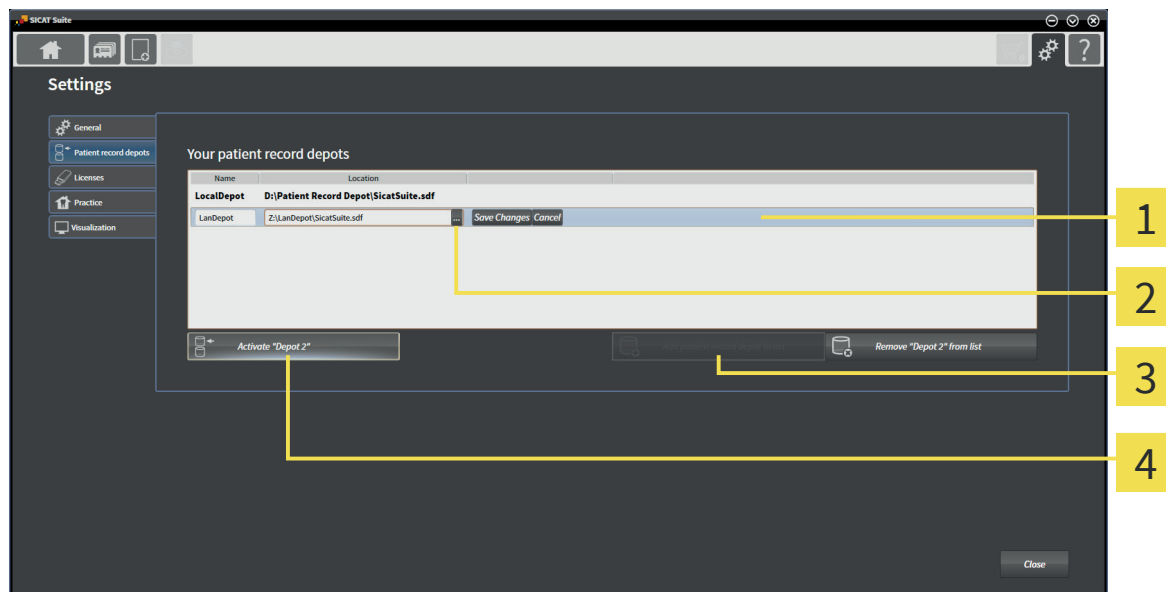 SICAT Suite
?
Settings
General
Patient record depots
Licenses
Practice
Visualization
Your patient record depots
Name Location
LocalDepot D:\Patient Record Depot\SicatSuite.sdf
LanDepot Z:\LanDepot\SicatSuite.sdf ... Save Changes Cancel
Activate "Depot 2"
Remove "Depot 2" from list
Close
1
2
3
4